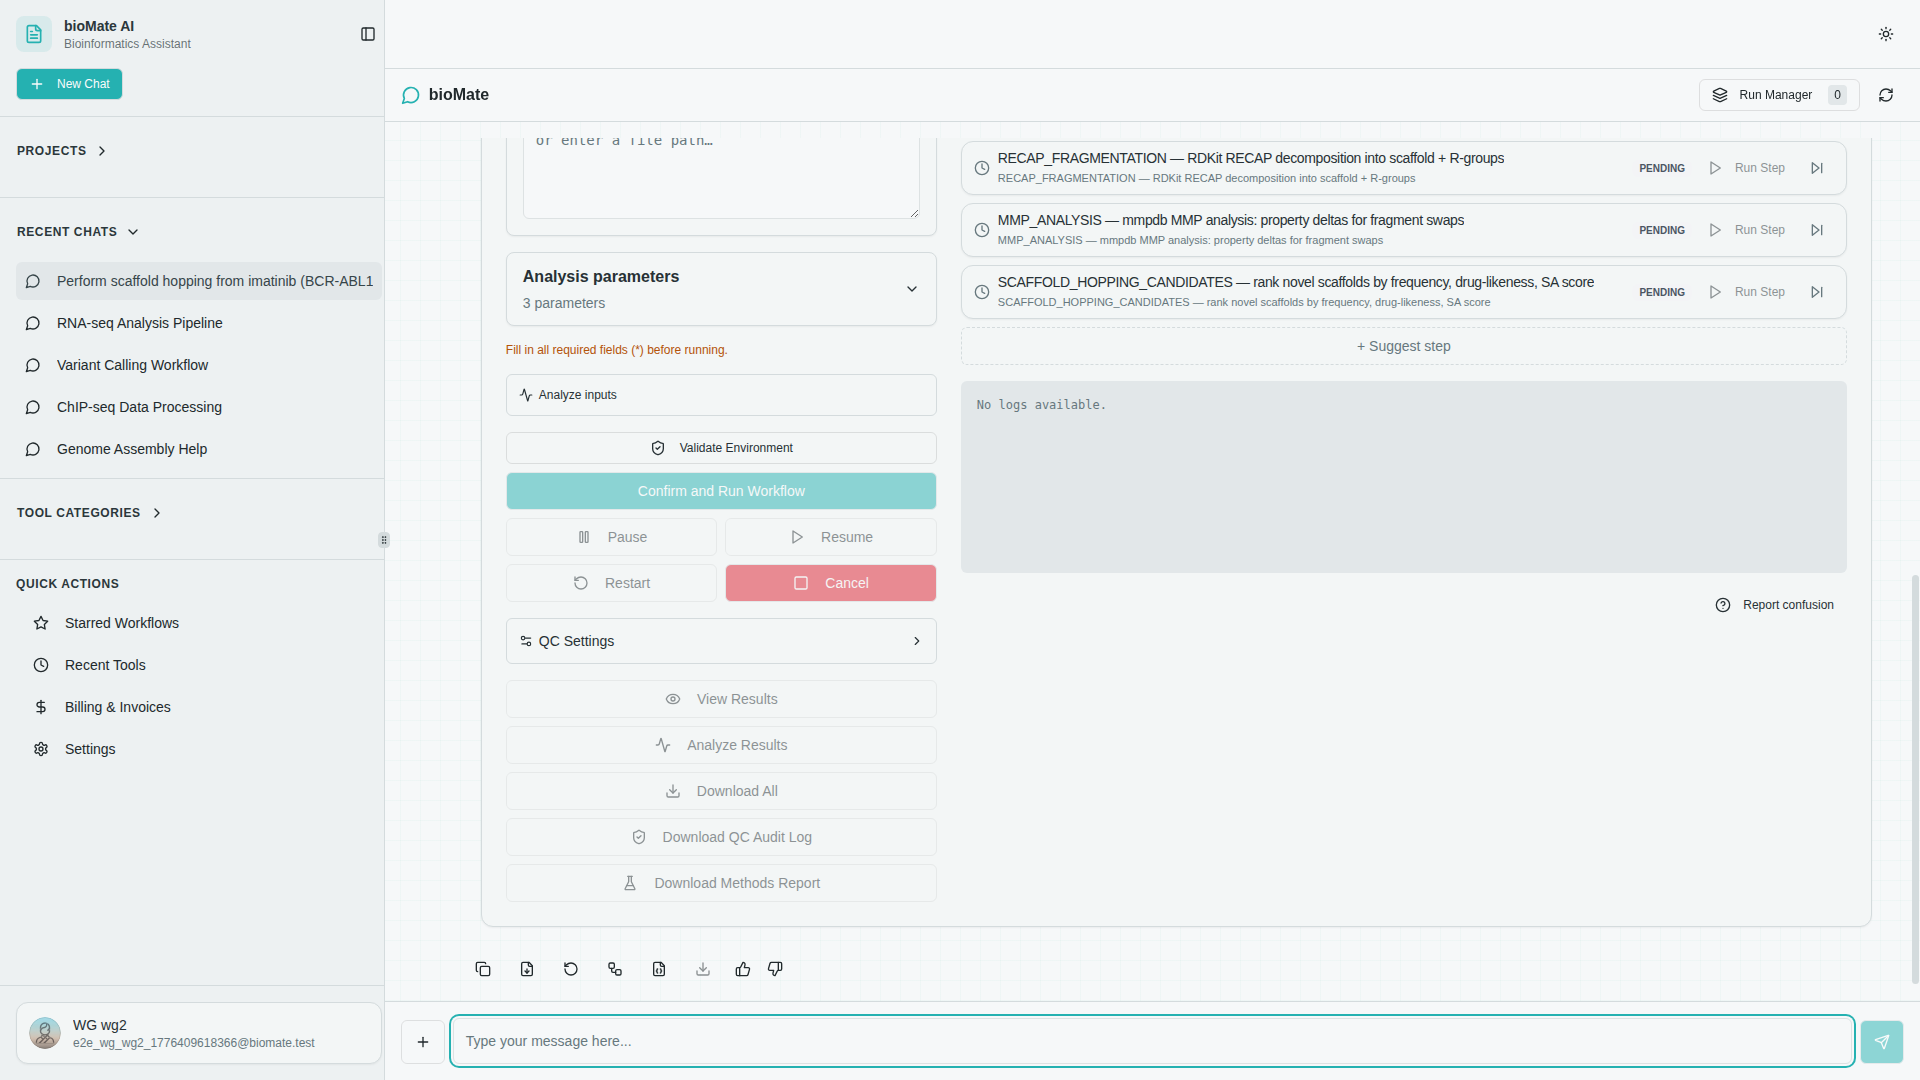 bioMate AI
Bioinformatics Assistant
New Chat
PROJECTS
RECENT CHATS
Perform scaffold hopping from imatinib (BCR-ABL1
RNA-seq Analysis Pipeline
Variant Calling Workflow
ChIP-seq Data Processing
Genome Assembly Help
TOOL CATEGORIES
QUICK ACTIONS
Starred Workflows
Recent Tools
Billing & Invoices
Settings
WG wg2
e2e_wg_wg2_1776409618366@biomate.test
bioMate
Run Manager 0
or enter a file path…
Analysis parameters
3 parameters
Fill in all required fields (*) before running.
Analyze inputs
Validate Environment
Confirm and Run Workflow
Pause
Resume
Restart
Cancel
QC Settings
View Results
Analyze Results
Download All
Download QC Audit Log
Download Methods Report
RECAP_FRAGMENTATION — RDKit RECAP decomposition into scaffold + R-groups
RECAP_FRAGMENTATION — RDKit RECAP decomposition into scaffold + R-groups
PENDING
Run Step
MMP_ANALYSIS — mmpdb MMP analysis: property deltas for fragment swaps
MMP_ANALYSIS — mmpdb MMP analysis: property deltas for fragment swaps
PENDING
Run Step
SCAFFOLD_HOPPING_CANDIDATES — rank novel scaffolds by frequency, drug-likeness, SA score
SCAFFOLD_HOPPING_CANDIDATES — rank novel scaffolds by frequency, drug-likeness, SA score
PENDING
Run Step
+ Suggest step
No logs available.
Report confusion
Type your message here...